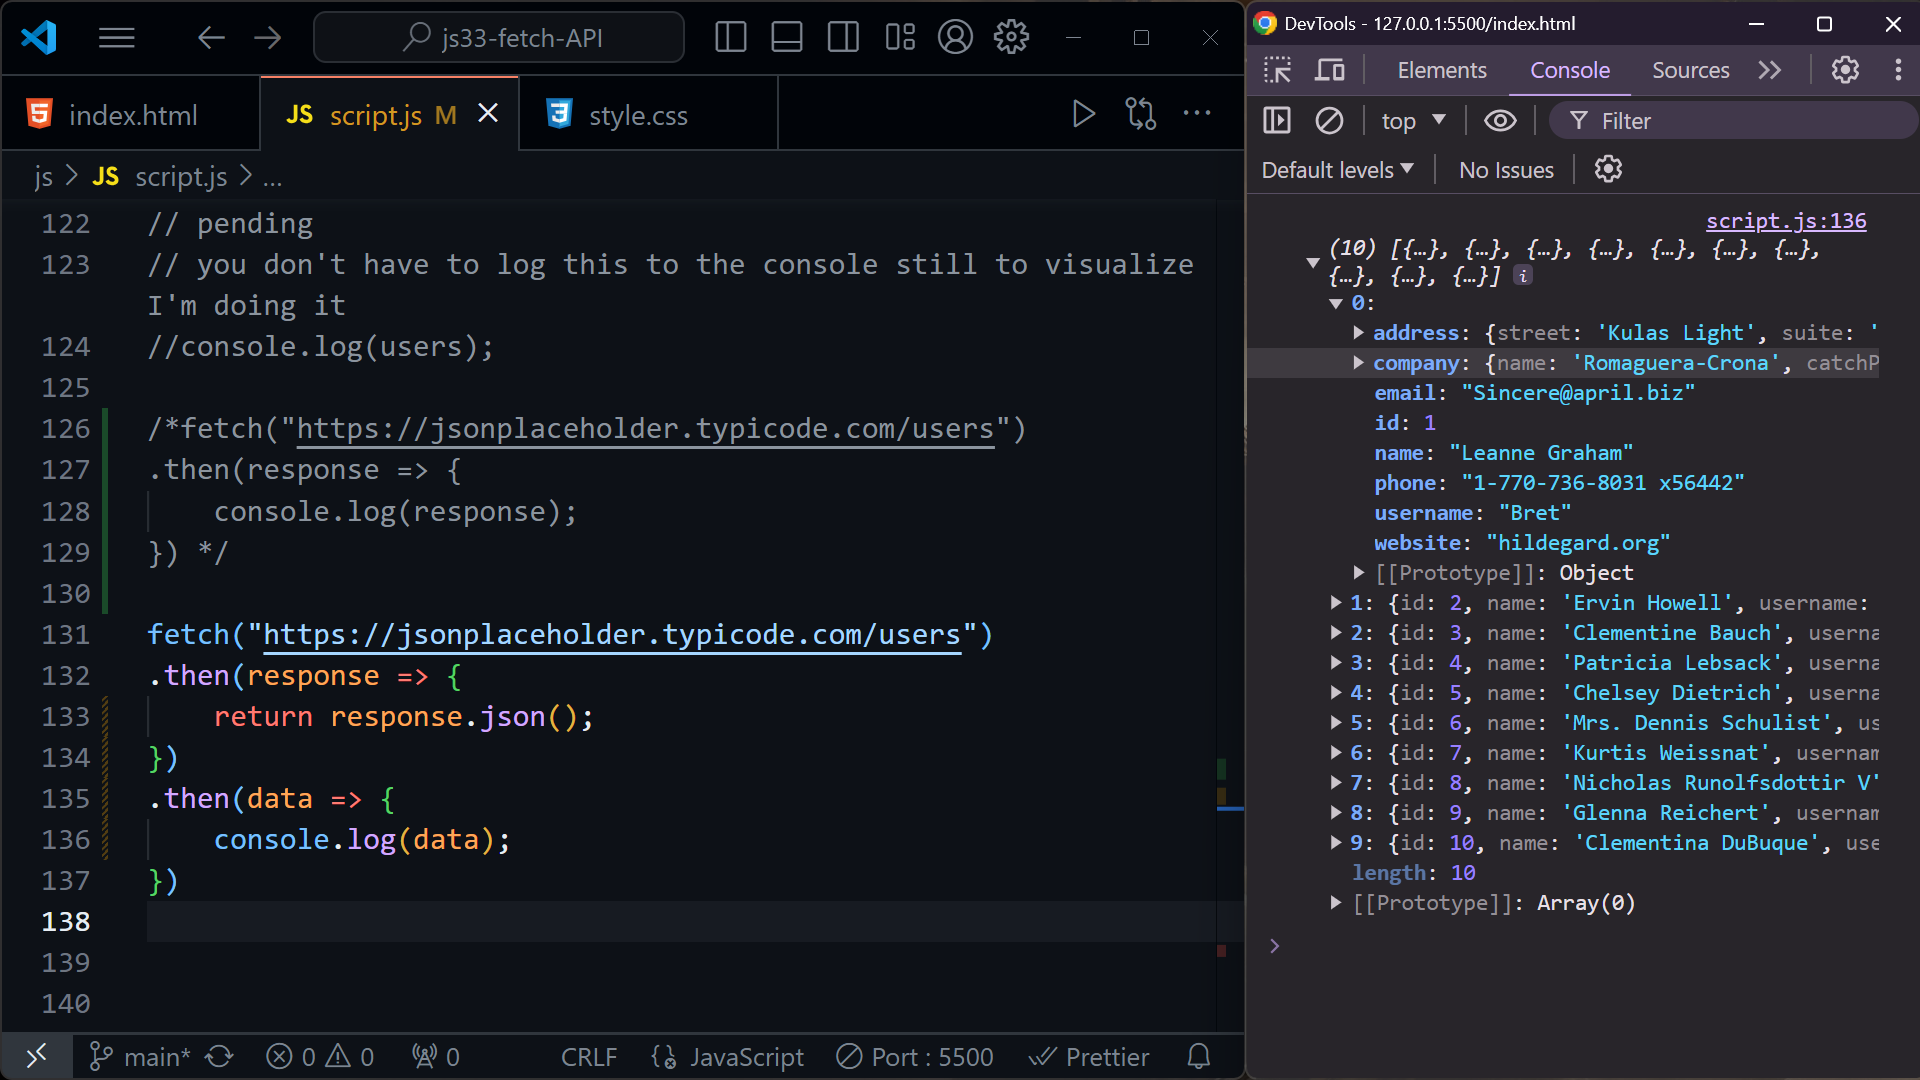 js33-fetch-API
index.html
JS script.js M
style.css
js > JS script.js > ...
122 // pending
123 // you don't have to log this to the console still to visualize
I'm doing it
124 //console.log(users);
125
126 /*fetch("https://jsonplaceholder.typicode.com/users")
127 .then(response => {
128 console.log(response);
129 }) */
130
131 fetch("https://jsonplaceholder.typicode.com/users")
132 .then(response => {
133 return response.json();
134 })
135 .then(data => {
136 console.log(data);
137 })
138
139
140
main* 0 0 0 CRLF JavaScript Port : 5500 Prettier
DevTools - 127.0.0.1:5500/index.html
Elements Console Sources
top Filter
Default levels No Issues
script.js:136
(10) [{…}, {…}, {…}, {…}, {…}, {…}, {…},
{…}, {…}, {…}] i
0:
address: {street: 'Kulas Light', suite: '
company: {name: 'Romaguera-Crona', catchP
email: "Sincere@april.biz"
id: 1
name: "Leanne Graham"
phone: "1-770-736-8031 x56442"
username: "Bret"
website: "hildegard.org"
[[Prototype]]: Object
1: {id: 2, name: 'Ervin Howell', username:
2: {id: 3, name: 'Clementine Bauch', userna
3: {id: 4, name: 'Patricia Lebsack', userna
4: {id: 5, name: 'Chelsey Dietrich', userna
5: {id: 6, name: 'Mrs. Dennis Schulist', us
6: {id: 7, name: 'Kurtis Weissnat', usernam
7: {id: 8, name: 'Nicholas Runolfsdottir V'
8: {id: 9, name: 'Glenna Reichert', usernam
9: {id: 10, name: 'Clementina DuBuque', use
length: 10
[[Prototype]]: Array(0)